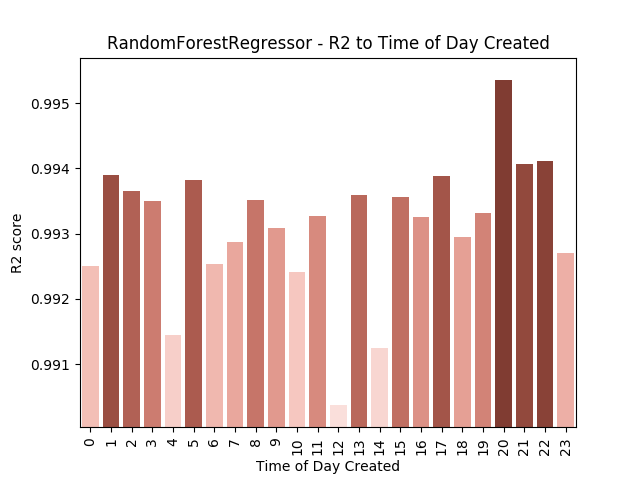 RandomForestRegressor - R2 to Time of Day Created
R2 score
0.995
0.994
0.993
0.992
0.991
0 1 2 3 4 5 6 7 8 9 10 11 12 13 14 15 16 17 18 19 20 21 22 23
Time of Day Created